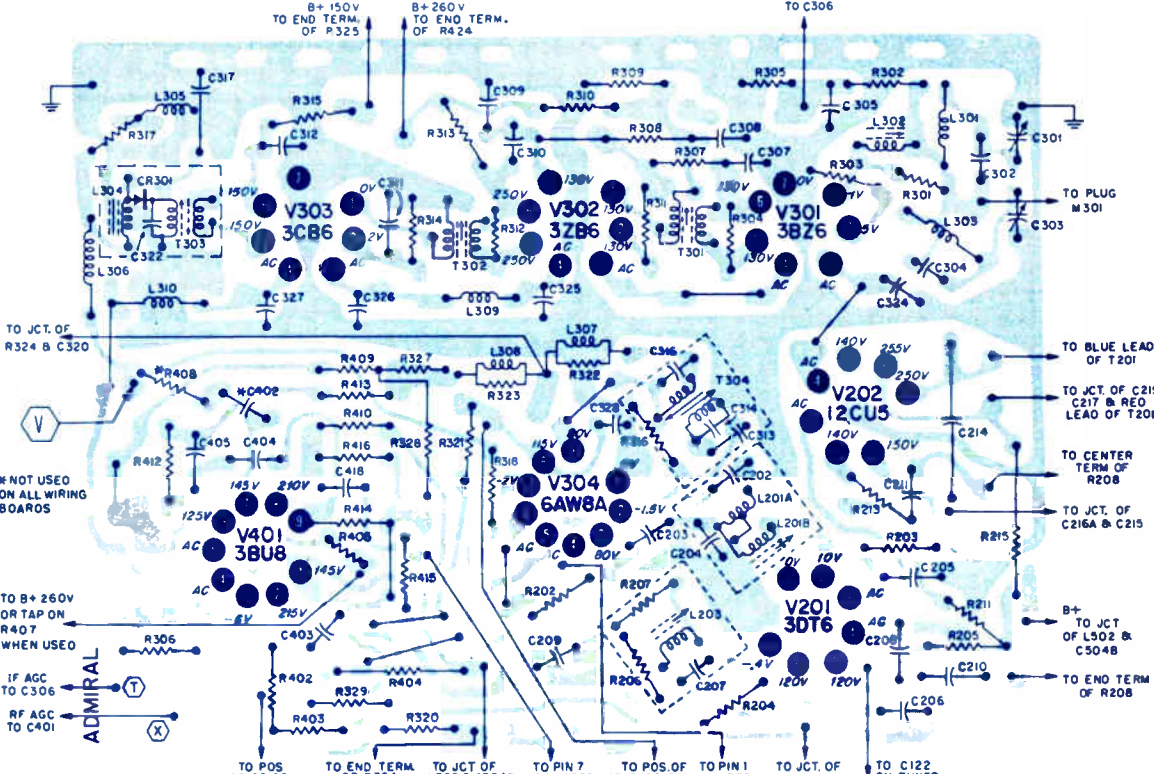 B+ 150V
TO END TERM.
OF R325
B+ 260V
TO END TERM.
OF R424
TO C306
C317
L305
R317
R315
C312
R313
C309
C310
R310
R309
R308
C308
R307
C307
R305
C305
R302
L302
L301
C301
C302
R303
R301
L303
C303
TO PLUG
M301
C304
C324
L304
CR301
C322
T303
L306
L310
150V
150V
V303
3CB6
0V
2V
AC
AC
C327
C326
C311
R314
T302
R312
L309
C325
250V
130V
V302
3ZB6
130V
130V
250V
AC
AC
R311
T301
R304
V301
3BZ6
0V
130V
AC
AC
TO JCT. OF
R324 & C320
L307
R322
L308
R323
C316
T304
C314
C313
C328
R316
R409
R327
R413
R410
R416
C418
R414
R406
R328
R321
R318
R415
*R408
*C402
V
R412
C405
C404
*NOT USED
ON ALL WIRING
BOARDS
145V
210V
125V
V401
3BU8
9
AC
AC
145V
6V
215V
115V
-2V
V304
6AW8A
-1.5V
AC
80V
C202
L201A
L201B
C203
C204
140V
255V
250V
AC
V202
12CU5
AC
140V
150V
C214
TO BLUE LEAD
OF T201
TO JCT. OF C215
C217 & RED
LEAD OF T201
TO CENTER
TERM OF
R208
TO JCT. OF
C216A & C215
R213
C211
R203
R215
C205
R211
R205
C210
C206
0V
10V
V201
3DT6
AC
AC
-.4V
120V
120V
B+
TO JCT
OF L502 &
C504B
TO END TERM
OF R208
R202
R207
L203
R206
C207
C209
R204
TO B+ 260V
OR TAP ON
R407
WHEN USED
R306
IF AGC
TO C306
T
RF AGC
TO C401
X
ADMIRAL
C403
R402
R404
R329
R403
R320
TO POS
TO END TERM
TO JCT OF
TO PIN 7
TO POS. OF
TO PIN 1
TO JCT. OF
TO C122